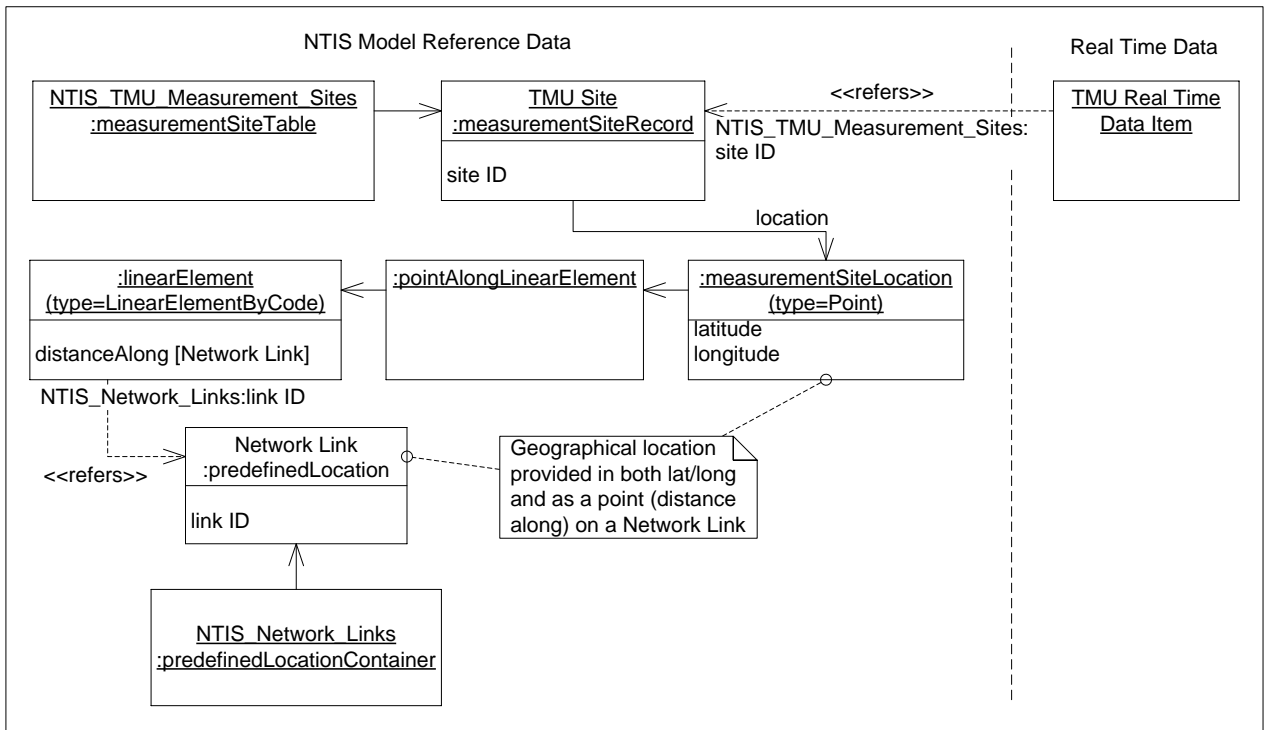 NTIS Model Reference Data
Real Time Data
NTIS_TMU_Measurement_Sites
:measurementSiteTable
TMU Site
:measurementSiteRecord
site ID
<<refers>>
NTIS_TMU_Measurement_Sites:
site ID
TMU Real Time
Data Item
location
:linearElement
(type=LinearElementByCode)
distanceAlong [Network Link]
:pointAlongLinearElement
:measurementSiteLocation
(type=Point)
latitude
longitude
NTIS_Network_Links:link ID
<<refers>>
Network Link
:predefinedLocation
link ID
Geographical location
provided in both lat/long
and as a point (distance
along) on a Network Link
NTIS_Network_Links
:predefinedLocationContainer